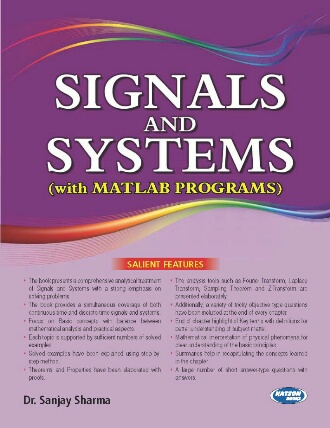 SIGNALS
AND
SYSTEMS
(with MATLAB PROGRAMS)
SALIENT FEATURES
• The book presents a comprehensive analytical treatment
of Signals and Systems with a strong emphasis on
solving problems.
• The book provides a simultaneous coverage of both
continuous time and discrete time signals and systems.
• Focus on Basic concepts with balance between
mathematical analysis and practical aspects.
• Each topic is supported by sufficient numbers of solved
examples.
• Solved examples have been explained using step-by-
step method.
• Theorems and Properties have been elaborated with
proofs.
• The analysis tools such as Fourier Transform, Laplace
Transform, Sampling Theorem and Z-Transform are
presented elaborately.
• Additionally, a variety of tricky objective type questions
have been included at the end of every chapter.
• End of chapter highlight of Key terms with definitions for
better understanding of subject matter.
• Mathematical interpretation of physical phenomena for
clear understanding of the basic principles.
• Summaries help in recapitulating the concepts learned
in the chapter.
• A large number of short answer-type questions with
answers.
Dr. Sanjay Sharma
KATSON
BOOKS